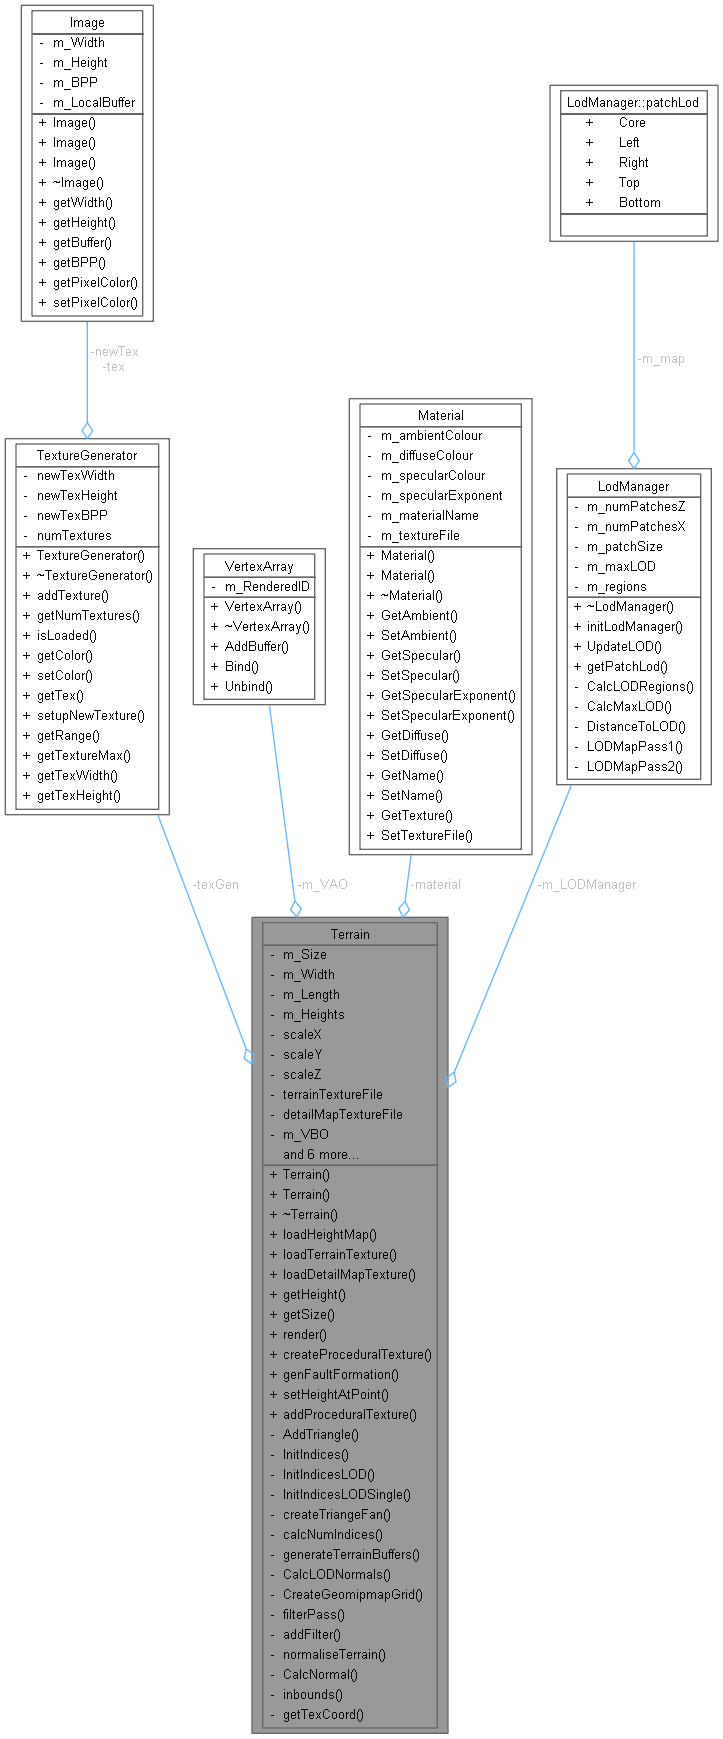 Image
- m_Width
- m_Height
- m_BPP
- m_LocalBuffer
+ Image()
+ Image()
+ Image()
+ ~Image()
+ getWidth()
+ getHeight()
+ getBuffer()
+ getBPP()
+ getPixelColor()
+ setPixelColor()
LodManager::patchLod
+ Core
+ Left
+ Right
+ Top
+ Bottom
-newTex
-tex
-m_map
TextureGenerator
- newTexWidth
- newTexHeight
- newTexBPP
- numTextures
+ TextureGenerator()
+ ~TextureGenerator()
+ addTexture()
+ getNumTextures()
+ isLoaded()
+ getColor()
+ setColor()
+ getTex()
+ setupNewTexture()
+ getRange()
+ getTextureMax()
+ getTexWidth()
+ getTexHeight()
VertexArray
- m_RenderedID
+ VertexArray()
+ ~VertexArray()
+ AddBuffer()
+ Bind()
+ Unbind()
Material
- m_ambientColour
- m_diffuseColour
- m_specularColour
- m_specularExponent
- m_materialName
- m_textureFile
+ Material()
+ Material()
+ ~Material()
+ GetAmbient()
+ SetAmbient()
+ GetSpecular()
+ SetSpecular()
+ GetSpecularExponent()
+ SetSpecularExponent()
+ GetDiffuse()
+ SetDiffuse()
+ GetName()
+ SetName()
+ GetTexture()
+ SetTextureFile()
LodManager
- m_numPatchesZ
- m_numPatchesX
- m_patchSize
- m_maxLOD
- m_regions
+ ~LodManager()
+ initLodManager()
+ UpdateLOD()
+ getPatchLod()
- CalcLODRegions()
- CalcMaxLOD()
- DistanceToLOD()
- LODMapPass1()
- LODMapPass2()
-texGen
-m_VAO
-material
-m_LODManager
Terrain
- m_Size
- m_Width
- m_Length
- m_Heights
- scaleX
- scaleY
- scaleZ
- terrainTextureFile
- detailMapTextureFile
- m_VBO
and 6 more...
+ Terrain()
+ Terrain()
+ ~Terrain()
+ loadHeightMap()
+ loadTerrainTexture()
+ loadDetailMapTexture()
+ getHeight()
+ getSize()
+ render()
+ createProceduralTexture()
+ genFaultFormation()
+ setHeightAtPoint()
+ addProceduralTexture()
- AddTriangle()
- InitIndices()
- InitIndicesLOD()
- InitIndicesLODSingle()
- createTriangeFan()
- calcNumIndices()
- generateTerrainBuffers()
- CalcLODNormals()
- CreateGeomipmapGrid()
- filterPass()
- addFilter()
- normaliseTerrain()
- CalcNormal()
- inbounds()
- getTexCoord()